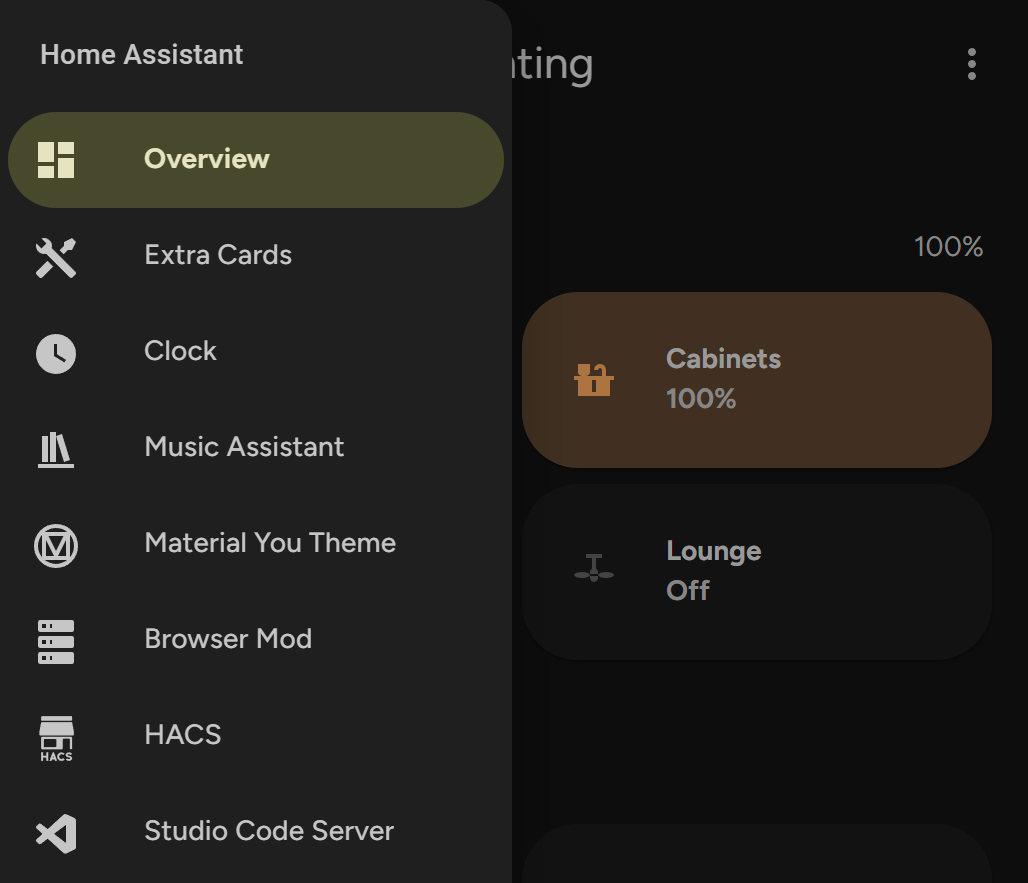 Home Assistant
Overview
Extra Cards
Clock
Music Assistant
Material You Theme
Browser Mod
HACS
HACS
Studio Code Server
100%
Cabinets
100%
Lounge
Off